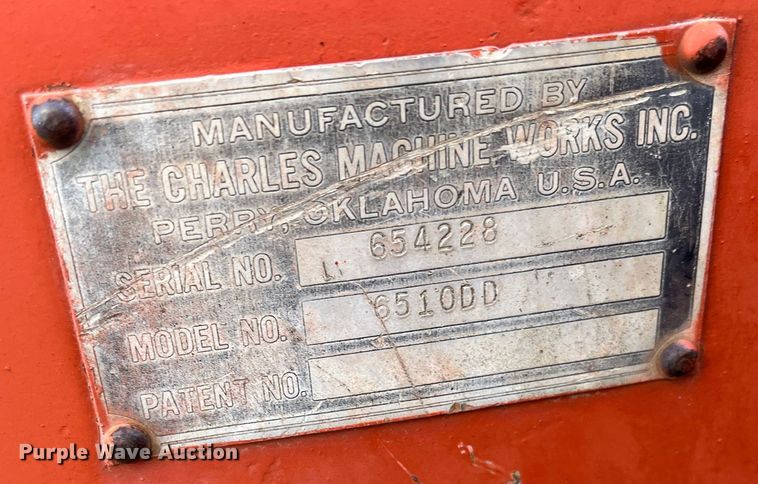 MANUFACTURED BY
THE CHARLES MACHINE WORKS INC.
PERRY, OKLAHOMA U.S.A.
SERIAL NO. 654228
MODEL NO. 6510DD
PATENT NO.
Purple Wave Auction